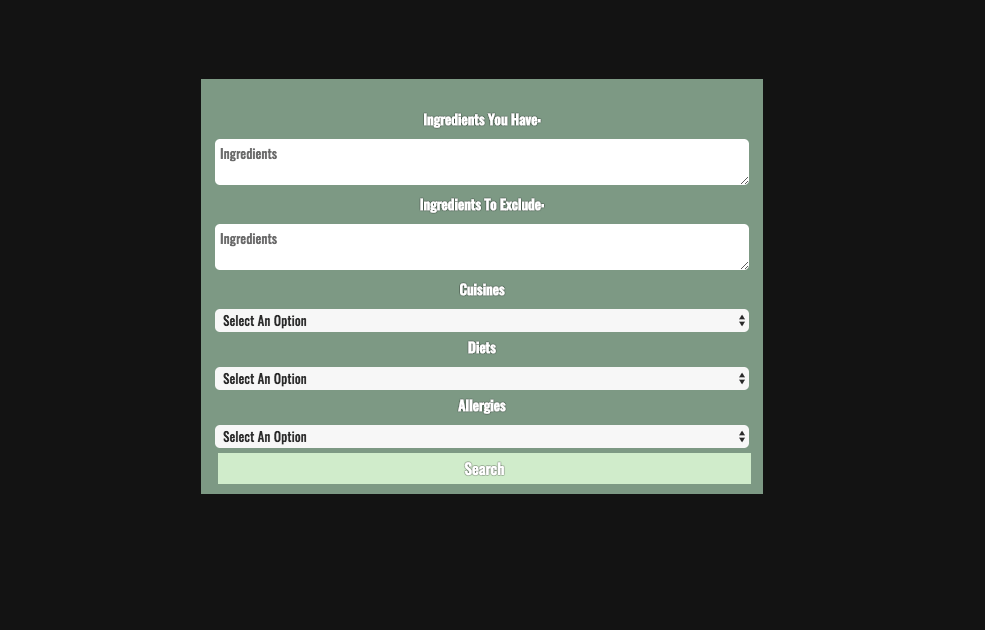 Ingredients You Have-
Ingredients
Ingredients To Exclude-
Ingredients
Cuisines
Select An Option
Diets
Select An Option
Allergies
Select An Option
Search